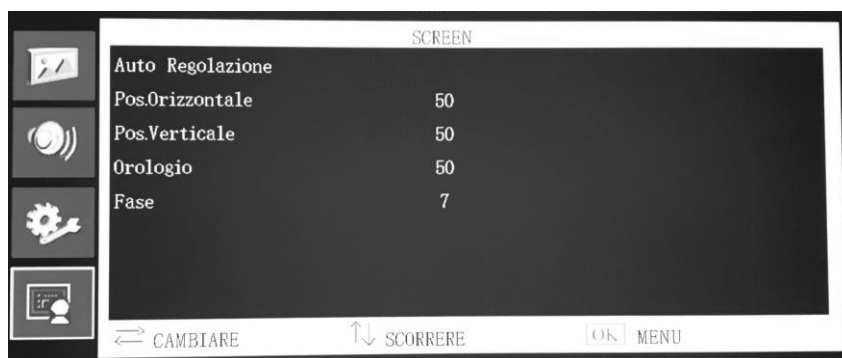 SCREEN
Auto Regolazione
Pos.Orizzontale 50
Pos.Verticale 50
Orologio 50
Fase 7
CAMBIARE SCORRERE OK MENU